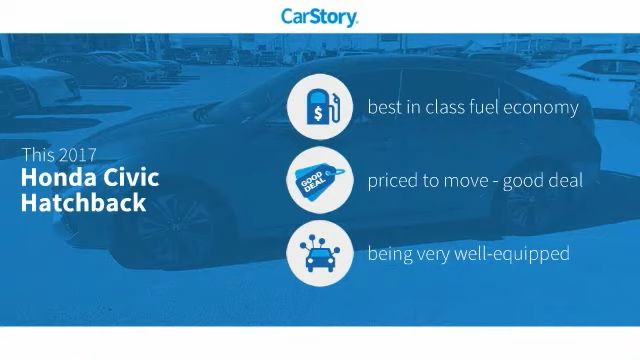 CarStory.
This 2017
Honda Civic
Hatchback
$
best in class fuel economy
GOOD
DEAL
priced to move - good deal
being very well-equipped